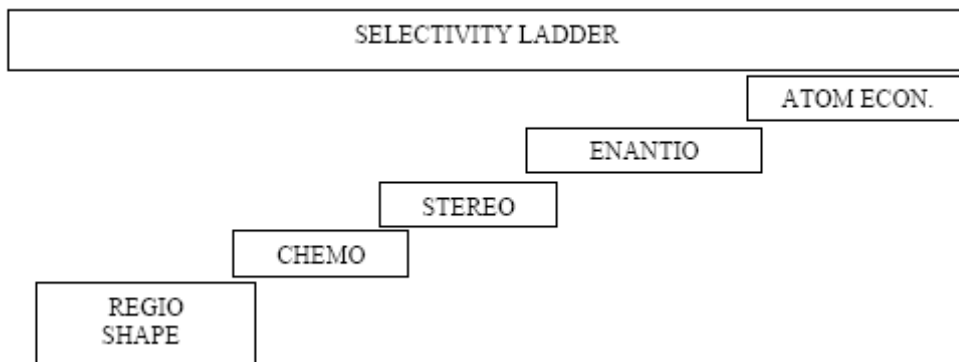 SELECTIVITY LADDER
ATOM ECON.
ENANTIO
STEREO
CHEMO
REGIO
SHAPE